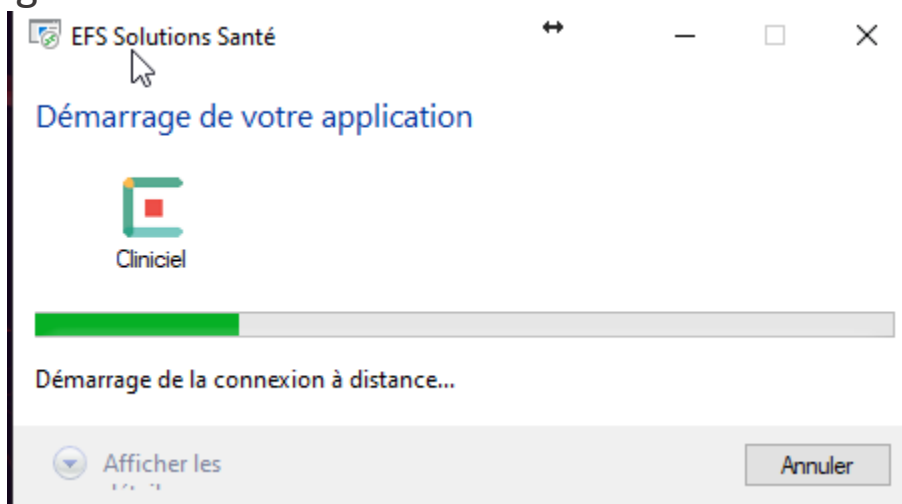 EFS Solutions Santé
Démarrage de votre application
Cliniciel
Démarrage de la connexion à distance...
Afficher les
Annuler